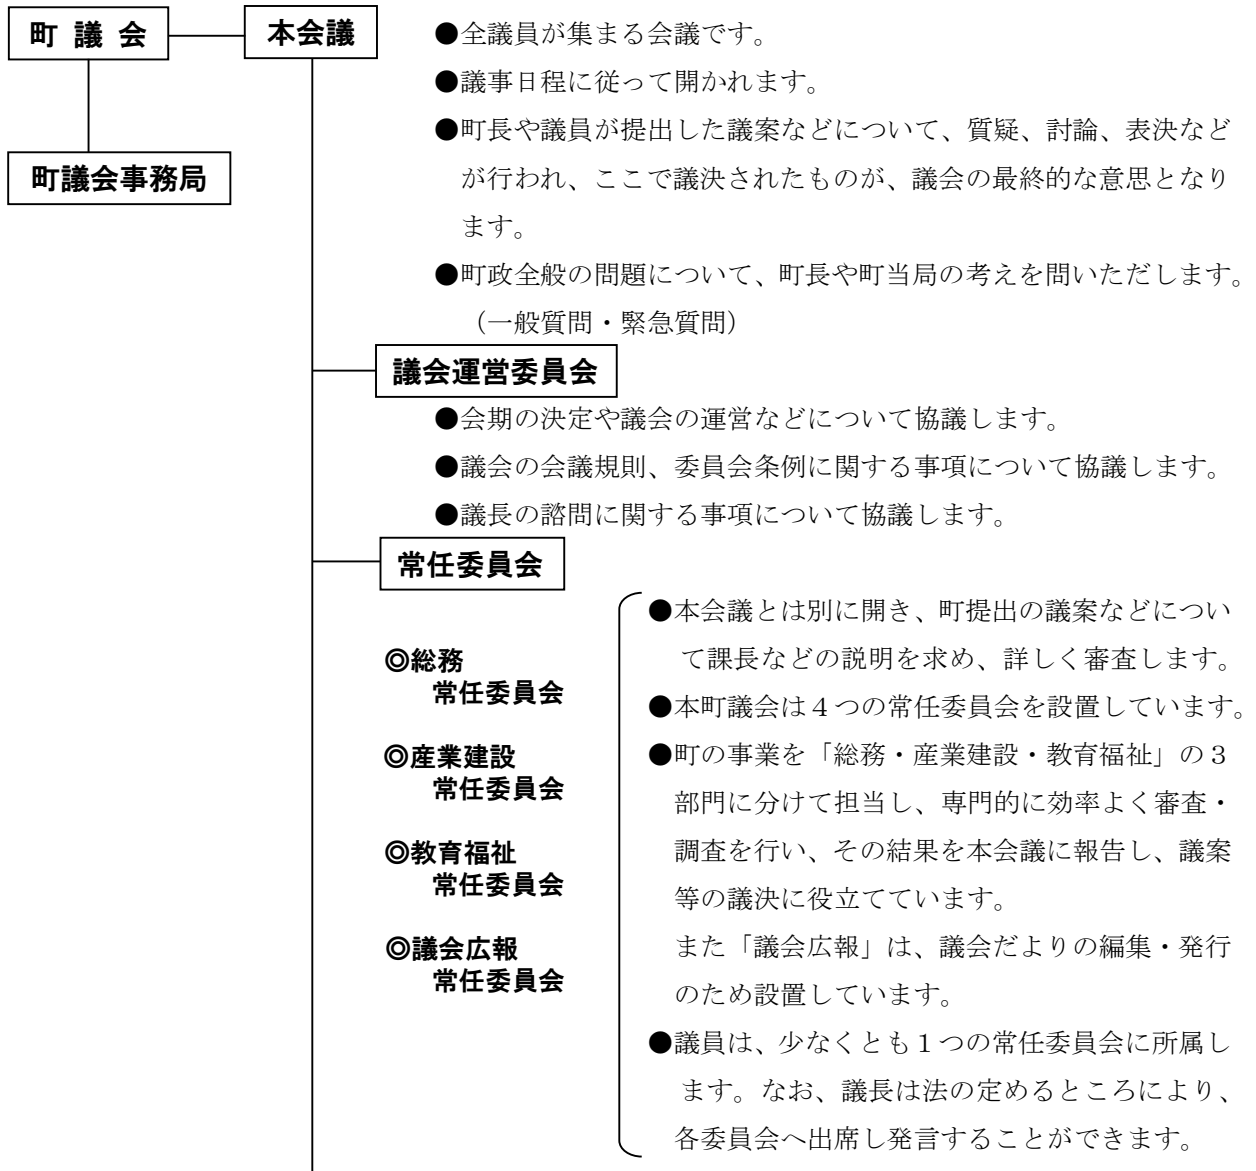 町 議 会
本会議
町議会事務局
●全議員が集まる会議です。
●議事日程に従って開かれます。
●町長や議員が提出した議案などについて、質疑、討論、表決など
が行われ、ここで議決されたものが、議会の最終的な意思となり
ます。
●町政全般の問題について、町長や町当局の考えを問いただします。
（一般質問・緊急質問）
議会運営委員会
●会期の決定や議会の運営などについて協議します。
●議会の会議規則、委員会条例に関する事項について協議します。
●議長の諮問に関する事項について協議します。
常任委員会
◎総務
常任委員会
◎産業建設
常任委員会
◎教育福祉
常任委員会
◎議会広報
常任委員会
●本会議とは別に開き、町提出の議案などについ
て課長などの説明を求め、詳しく審査します。
●本町議会は４つの常任委員会を設置しています。
●町の事業を「総務・産業建設・教育福祉」の３
部門に分けて担当し、専門的に効率よく審査・
調査を行い、その結果を本会議に報告し、議案
等の議決に役立てています。
また「議会広報」は、議会だよりの編集・発行
のため設置しています。
●議員は、少なくとも１つの常任委員会に所属し
ます。なお、議長は法の定めるところにより、
各委員会へ出席し発言することができます。